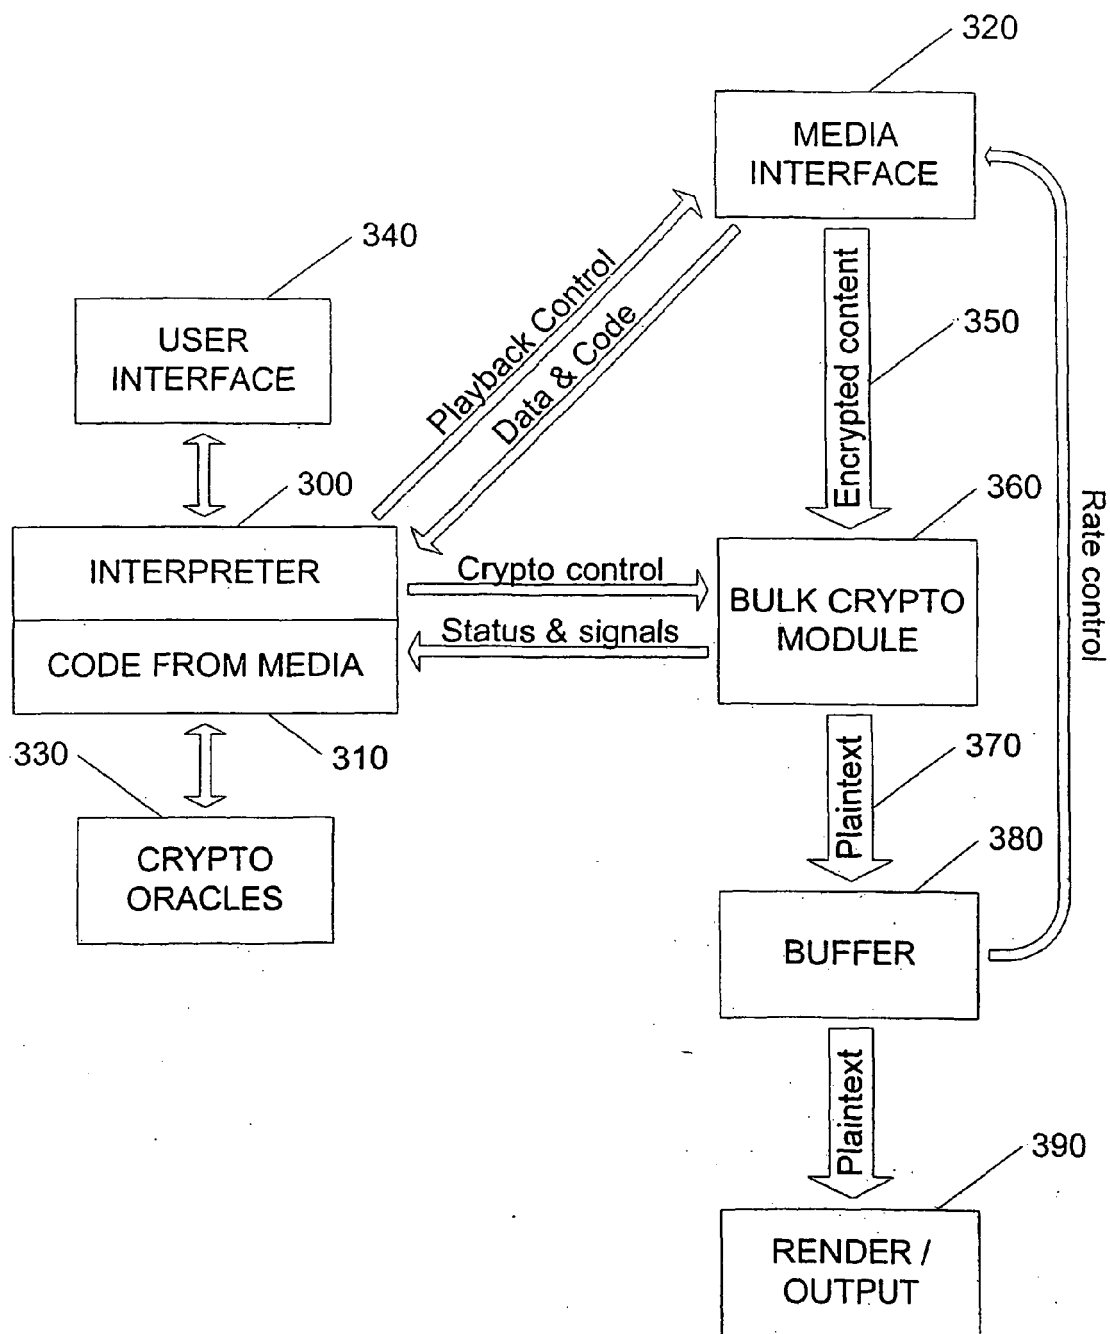 320
MEDIA
INTERFACE
340
USER
INTERFACE
Playback Control
Data & Code
Encrypted content
350
Rate control
300
INTERPRETER
CODE FROM MEDIA
310
330
CRYPTO
ORACLES
Crypto control
Status & signals
360
BULK CRYPTO
MODULE
Plaintext
370
380
BUFFER
Plaintext
390
RENDER /
OUTPUT